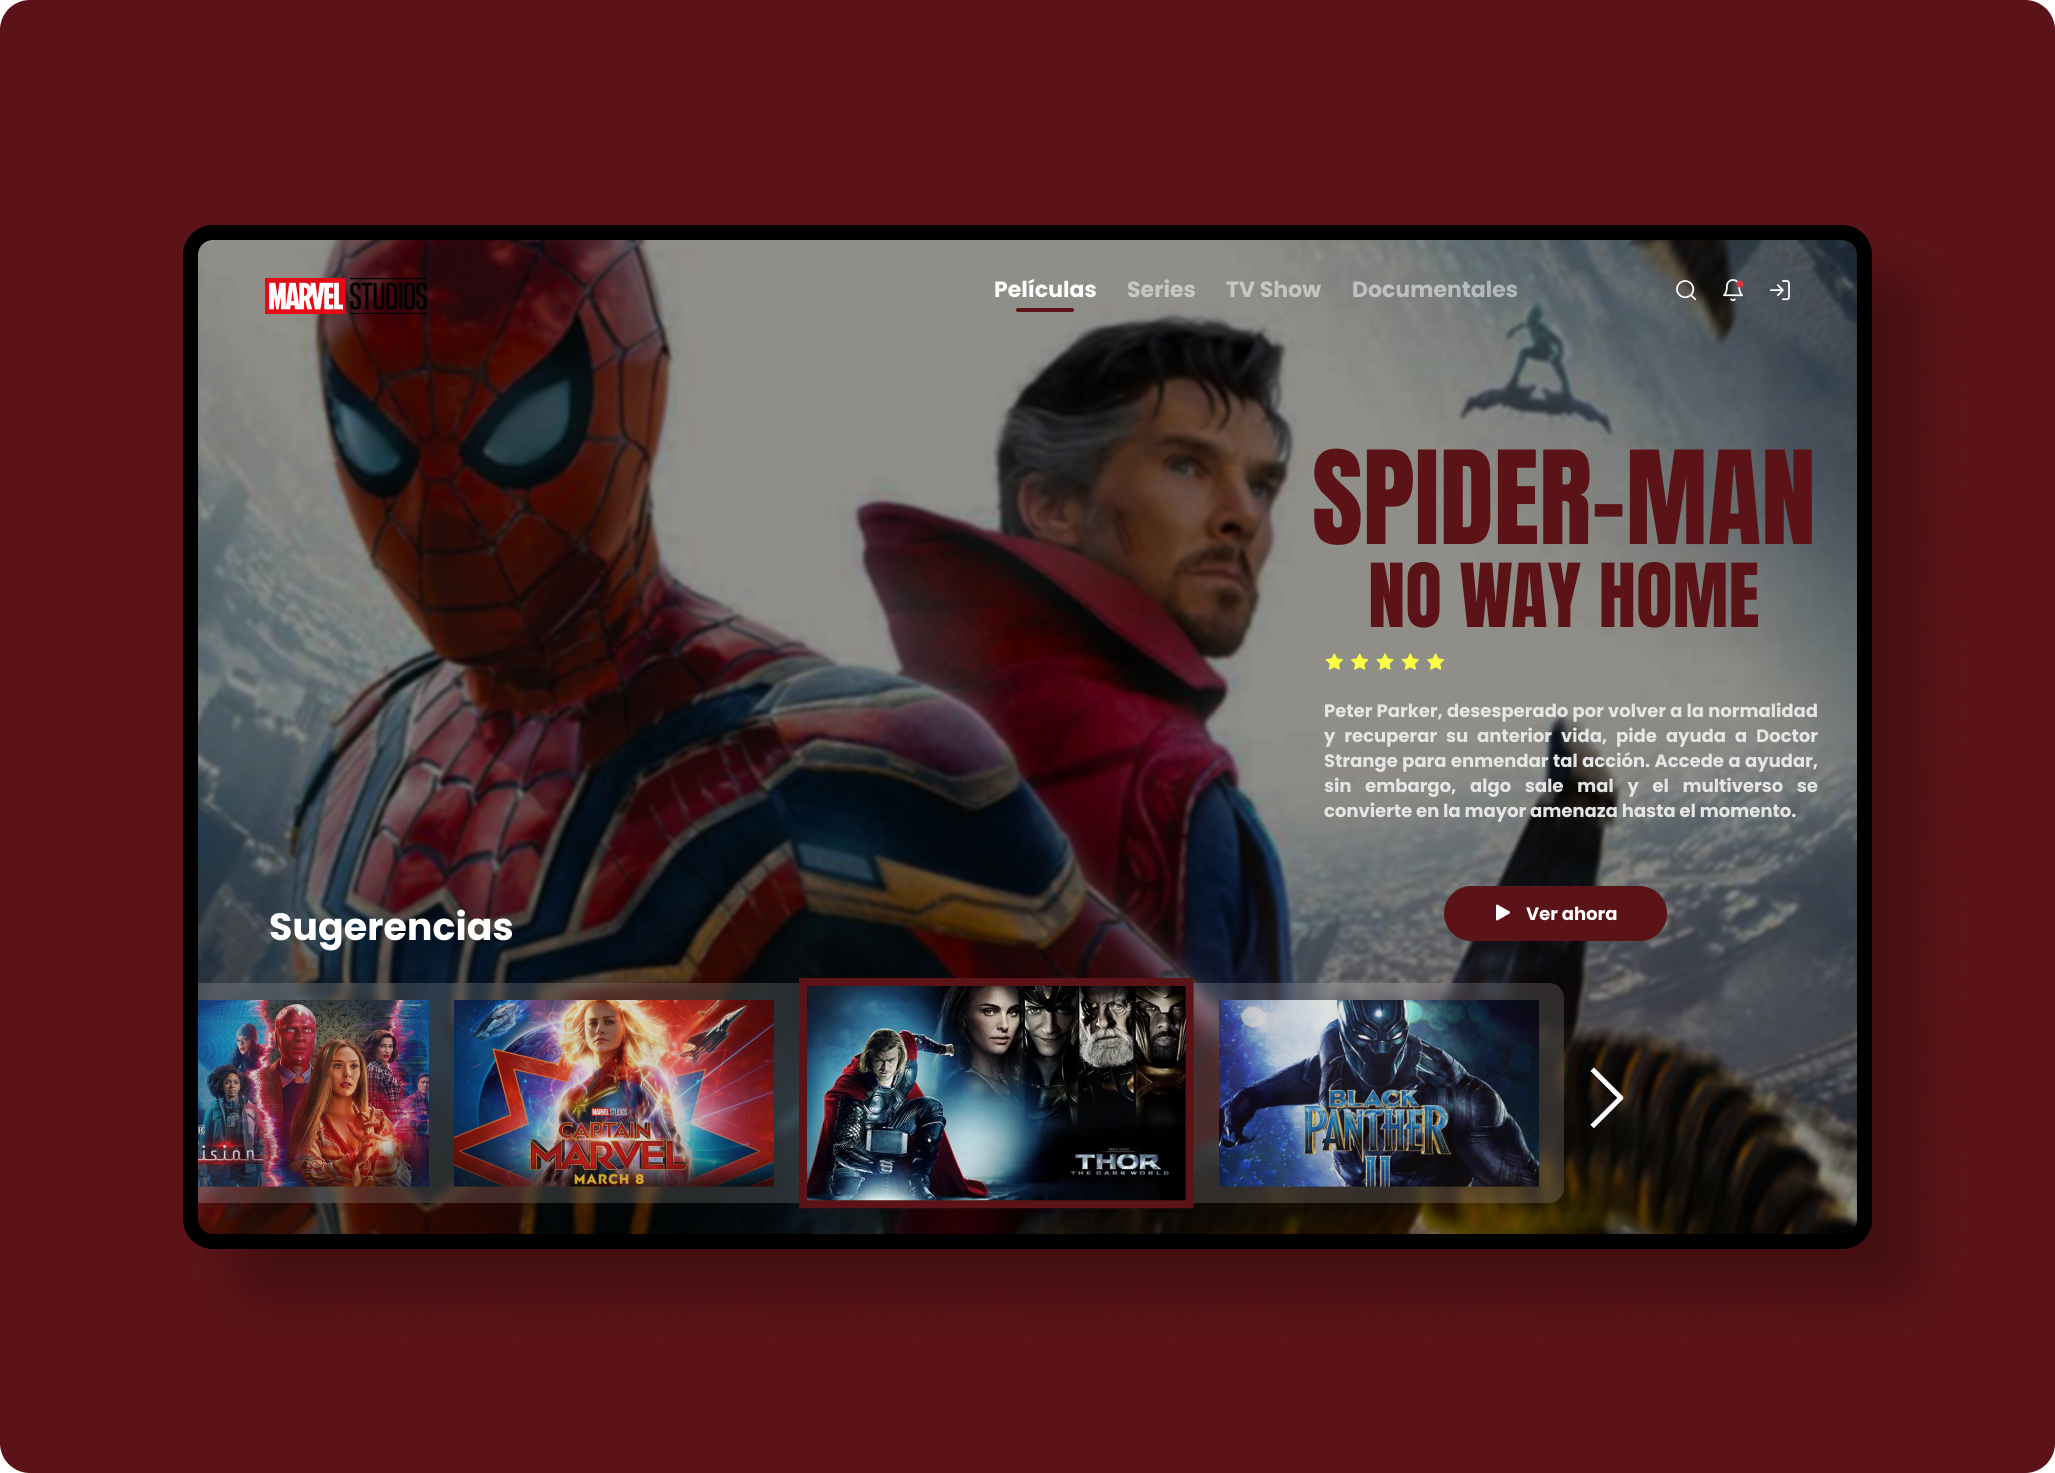 MARVEL STUDIOS
Películas Series TV Show Documentales
SPIDER-MAN
NO WAY HOME
Peter Parker, desesperado por volver a la normalidad
y recuperar su anterior vida, pide ayuda a Doctor
Strange para enmendar tal acción. Accede a ayudar,
sin embargo, algo sale mal y el multiverso se
convierte en la mayor amenaza hasta el momento.
Ver ahora
Sugerencias
ision
MARVEL STUDIOS
CAPTAIN
MARVEL
MARCH 8
THOR
THE DARK WORLD
BLACK
PANTHER
II